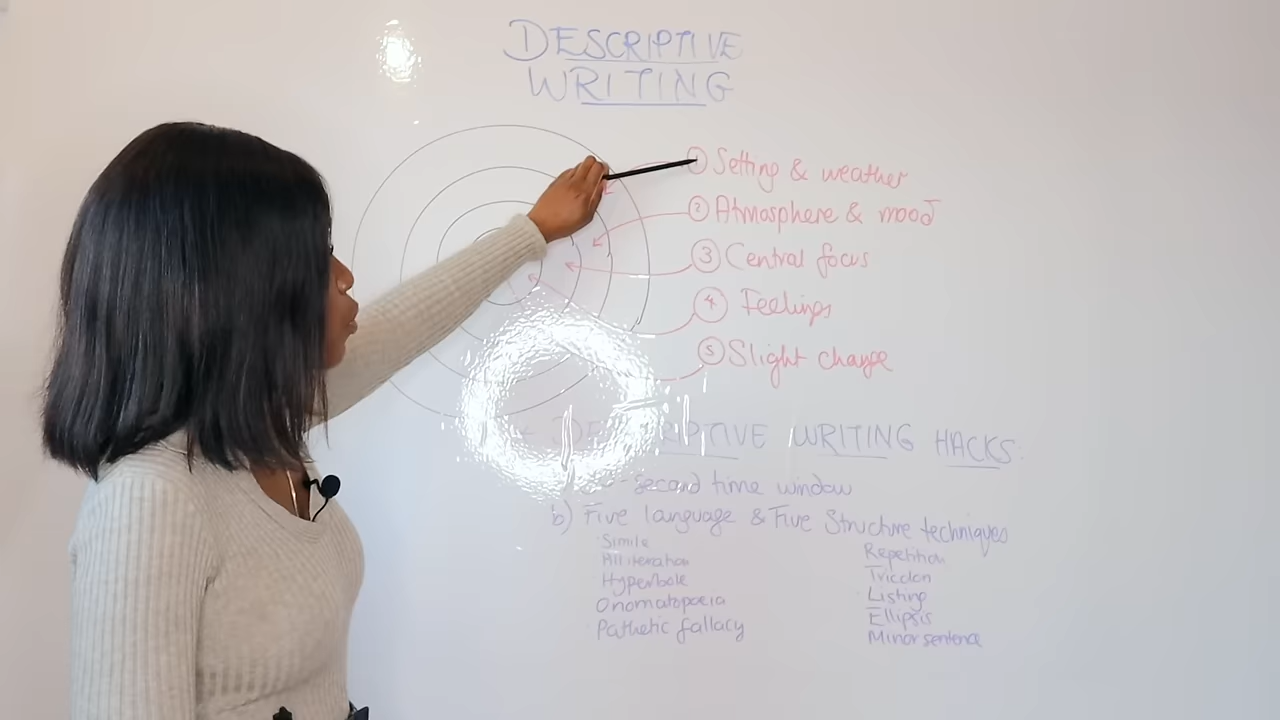 DESCRIPTIVE
WRITING
① Setting & weather
② Atmosphere & mood
③ Central focus
④ Feelings
⑤ Slight change
DESCRIPTIVE WRITING HACKS:
-second time window
b) Five language & Five Structure techniques
Simile
Alliteration
Hyperbole
Onomatopoeia
Pathetic fallacy
Repetition
Tricolon
Listing
Ellipsis
Minor sentence